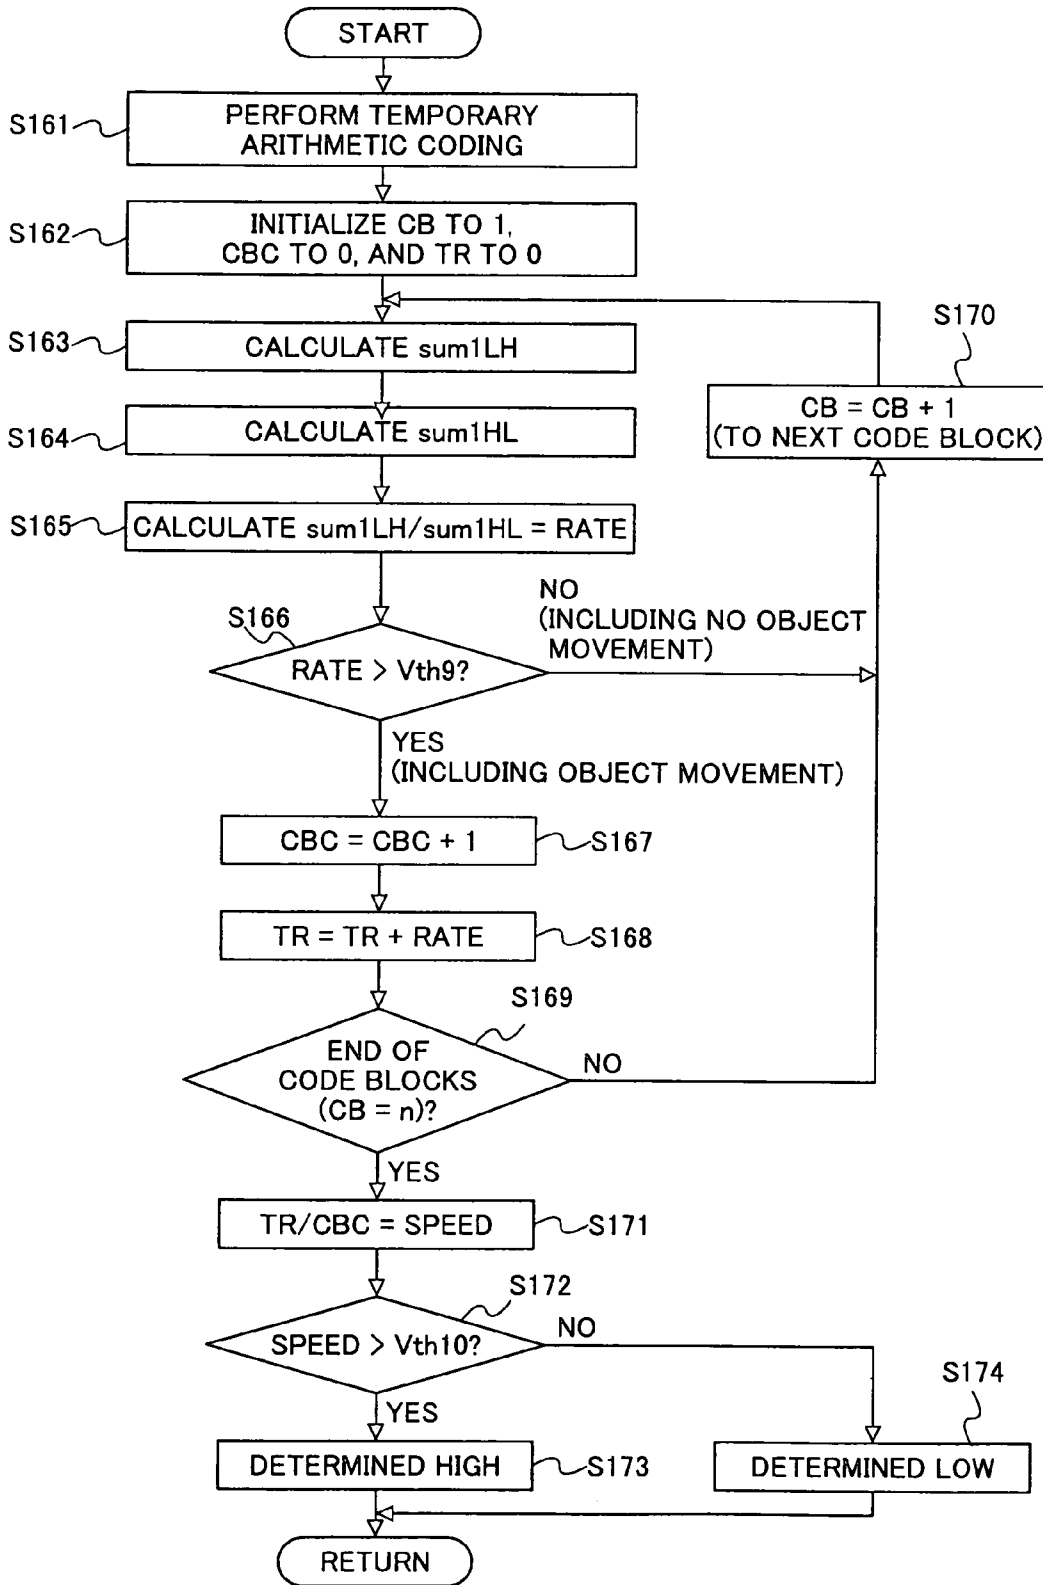 START
S161
PERFORM TEMPORARY
ARITHMETIC CODING
S162
INITIALIZE CB TO 1,
CBC TO 0, AND TR TO 0
S163
CALCULATE sum1LH
S170
CB = CB + 1
(TO NEXT CODE BLOCK)
S164
CALCULATE sum1HL
S165
CALCULATE sum1LH/sum1HL = RATE
S166
RATE > Vth9?
NO
(INCLUDING NO OBJECT
MOVEMENT)
YES
(INCLUDING OBJECT MOVEMENT)
CBC = CBC + 1
S167
TR = TR + RATE
S168
S169
END OF
CODE BLOCKS
(CB = n)?
NO
YES
TR/CBC = SPEED
S171
S172
SPEED > Vth10?
NO
YES
S174
DETERMINED HIGH
S173
DETERMINED LOW
RETURN